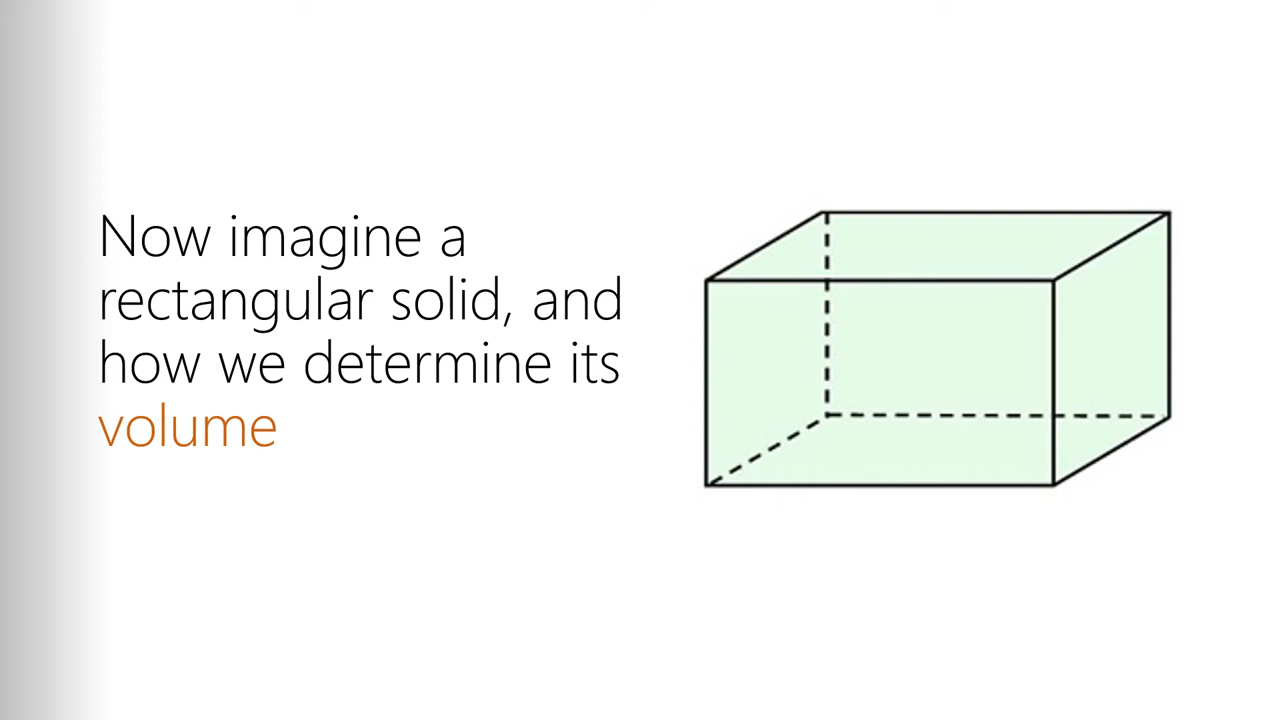 Now imagine a
rectangular solid, and
how we determine its
volume